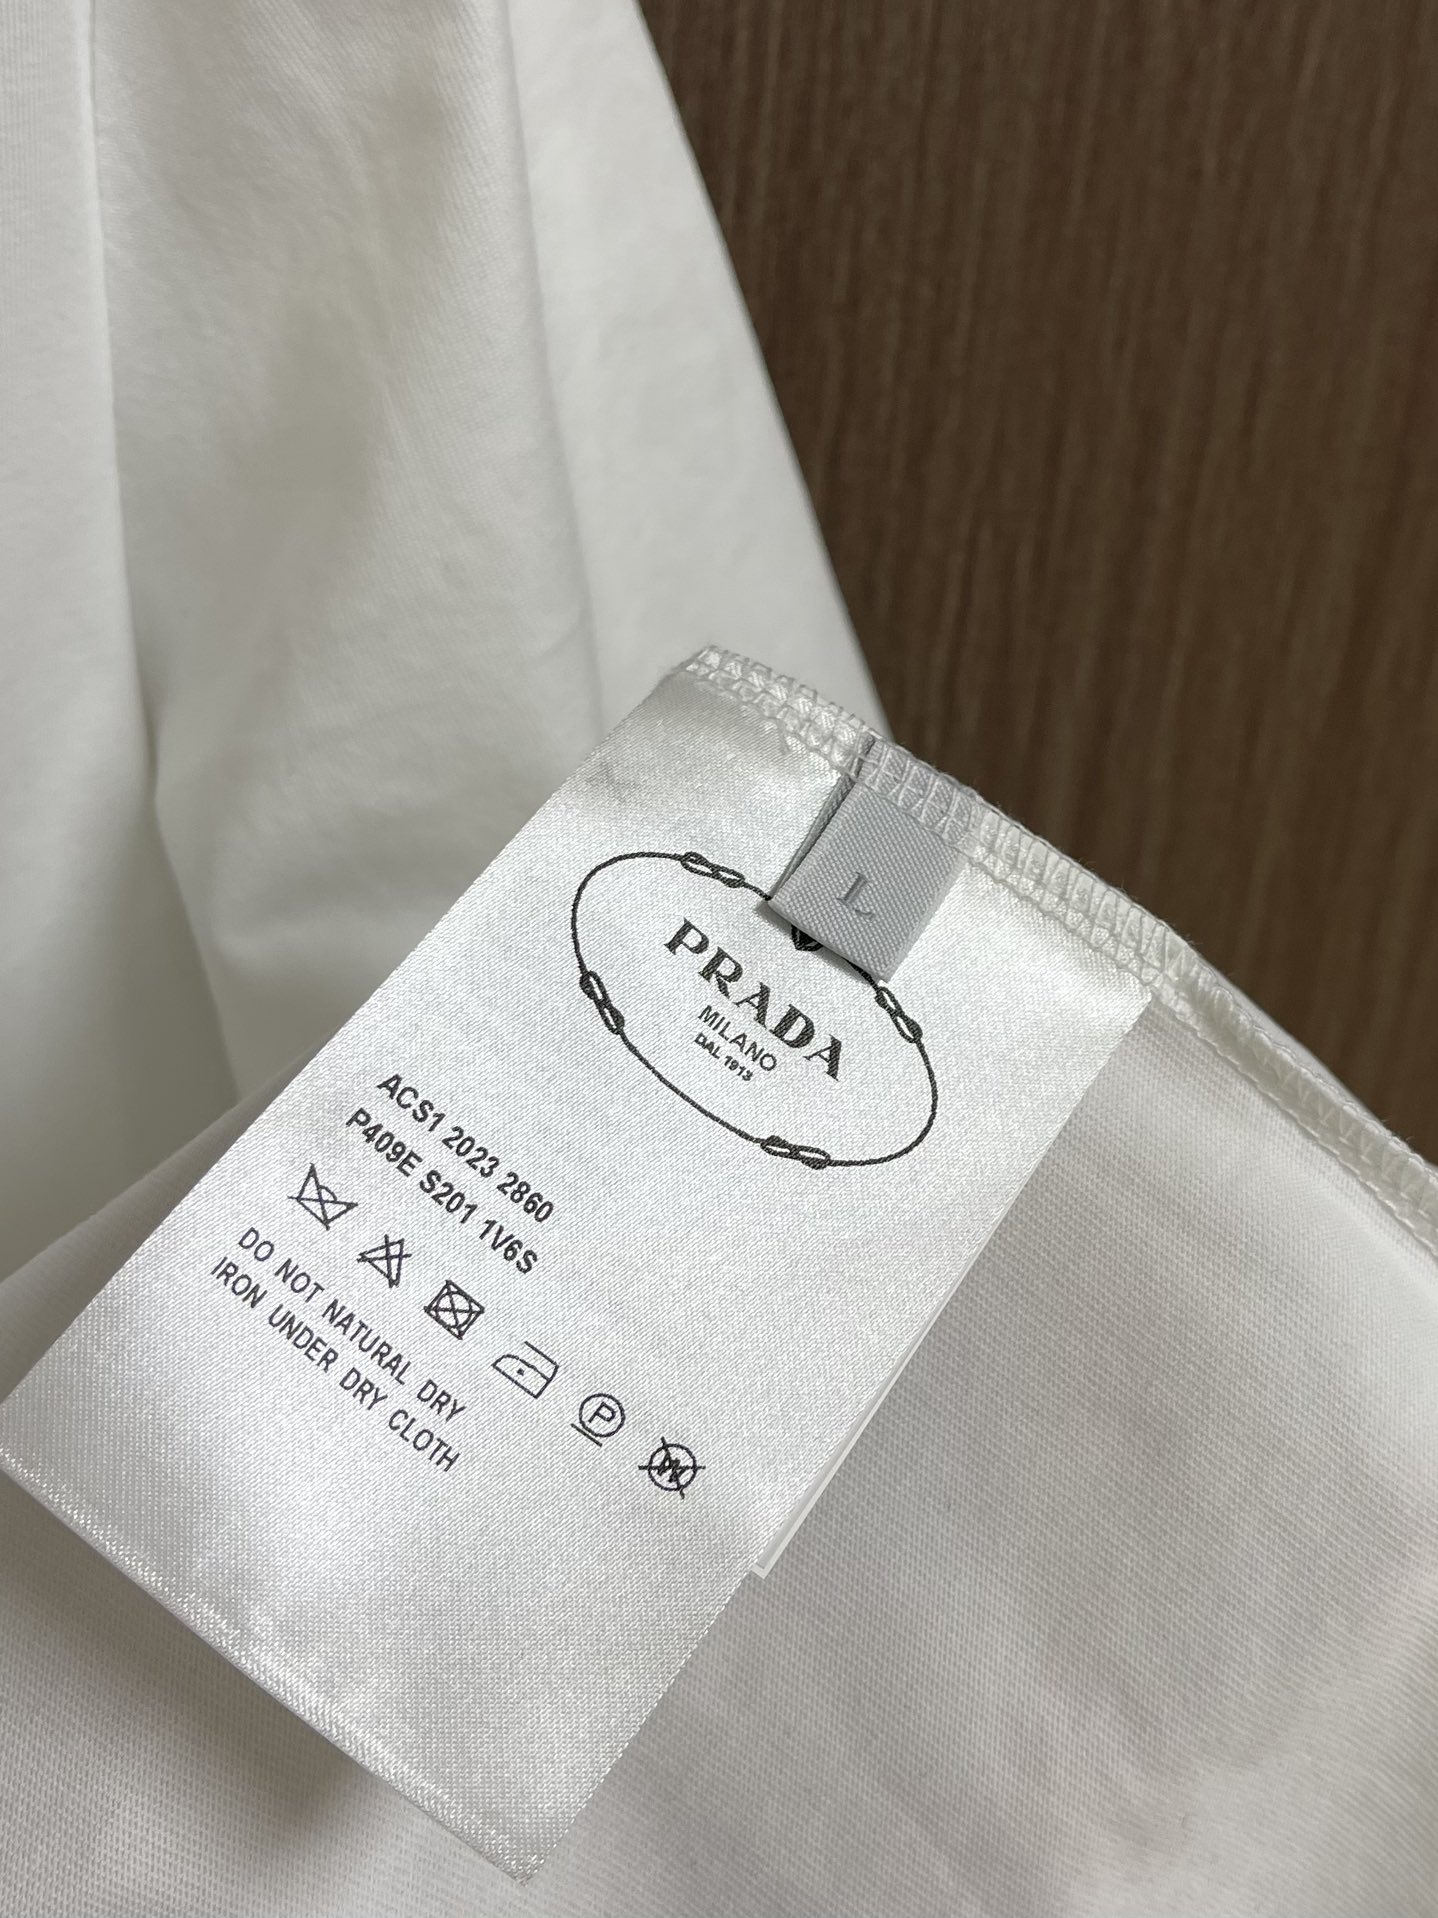 L
PRADA
MILANO
DAL 1913
ACS1 2023 2860
P409E S201 1V6S
P
W
DO NOT NATURAL DRY
IRON UNDER DRY CLOTH